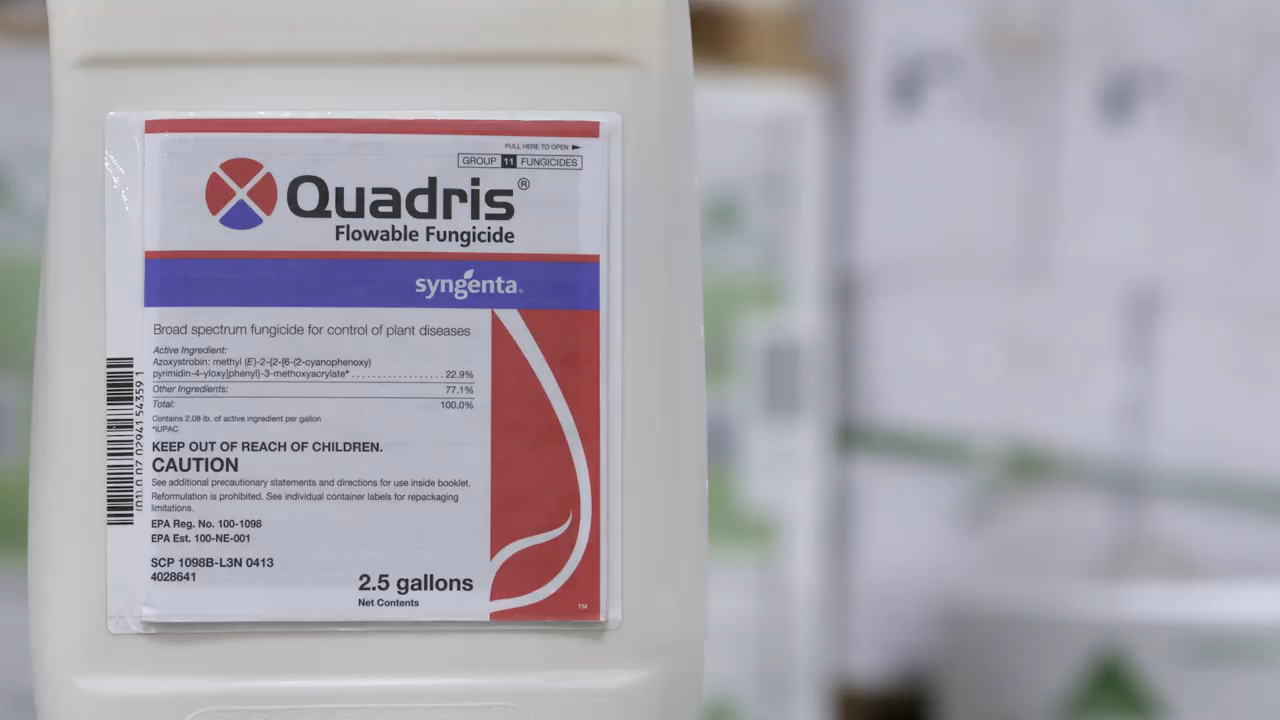 PULL HERE TO OPEN
GROUP 11 FUNGICIDES
Quadris®
Flowable Fungicide
syngenta®
Broad spectrum fungicide for control of plant diseases
Active Ingredient:
Azoxystrobin: methyl (E)-2-{2-[6-(2-cyanophenoxy)
pyrimidin-4-yloxy]phenyl}-3-methoxyacrylate* . . . . . . . . . . . . . . . . . . 22.9%
Other Ingredients: 77.1%
Total: 100.0%
Contains 2.08 lb. of active ingredient per gallon
*IUPAC
KEEP OUT OF REACH OF CHILDREN.
CAUTION
See additional precautionary statements and directions for use inside booklet.
Reformulation is prohibited. See individual container labels for repackaging
limitations.
EPA Reg. No. 100-1098
EPA Est. 100-NE-001
SCP 1098B-L3N 0413
4028641
2.5 gallons
Net Contents
TM